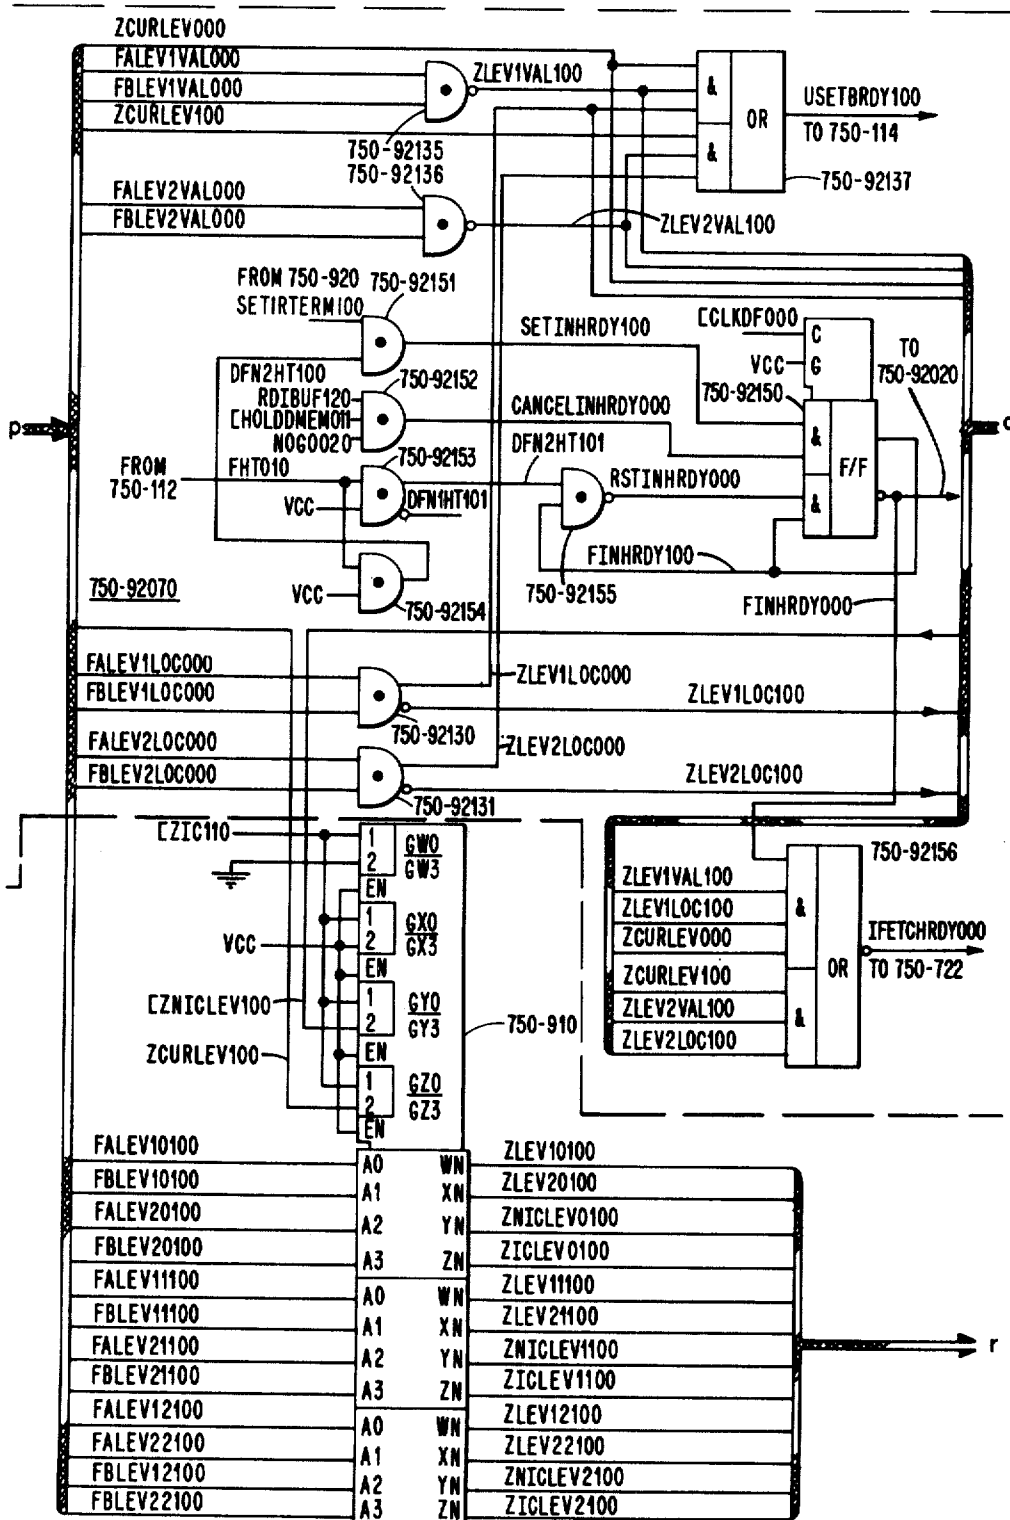 ZCURLEV000
FALEV1VAL000
FBLEV1VAL000
ZCURLEV100
ZLEV1VAL100
750-92135
750-92136
&
&
OR
USETBRDY100
TO 750-114
750-92137
FALEV2VAL000
FBLEV2VAL000
ZLEV2VAL100
FROM 750-920
SETIRTERM100
750-92151
SETINHRDY100
[CLKDF000
C
VCC
G
750-92150
TO
750-92020
DFN2HT100
750-92152
RDIBUF120
[HOLDDMEM011
NOGO020
CANCELINHRDY000
&
F/F
&
p
q
FROM
750-112
FHT010
750-92153
DFN2HT101
VCC
DFN1HT101
RSTINHRDY000
FINHRDY100
750-92155
750-92070
VCC
750-92154
FINHRDY000
FALEV1LOC000
FBLEV1LOC000
ZLEV1LOC000
ZLEV1LOC100
750-92130
FALEV2LOC000
FBLEV2LOC000
ZLEV2LOC000
ZLEV2LOC100
750-92131
[ZIC110
1
2
GW0
GW3
EN
1
2
GX0
GX3
VCC
EN
1
2
GY0
GY3
[ZNICLEV100
EN
ZCURLEV100
1
2
GZ0
GZ3
EN
750-910
750-92156
ZLEV1VAL100
ZLEV1LOC100
ZCURLEV000
ZCURLEV100
ZLEV2VAL100
ZLEV2LOC100
&
&
OR
IFETCHRDY000
TO 750-722
FALEV10100 A0 WN ZLEV10100
FBLEV10100 A1 XN ZLEV20100
FALEV20100 A2 YN ZNICLEV0100
FBLEV20100 A3 ZN ZICLEV0100
FALEV11100 A0 WN ZLEV11100
FBLEV11100 A1 XN ZLEV21100
FALEV21100 A2 YN ZNICLEV1100
FBLEV21100 A3 ZN ZICLEV1100
FALEV12100 A0 WN ZLEV12100
FALEV22100 A1 XN ZLEV22100
FBLEV12100 A2 YN ZNICLEV2100
FBLEV22100 A3 ZN ZICLEV2100
r